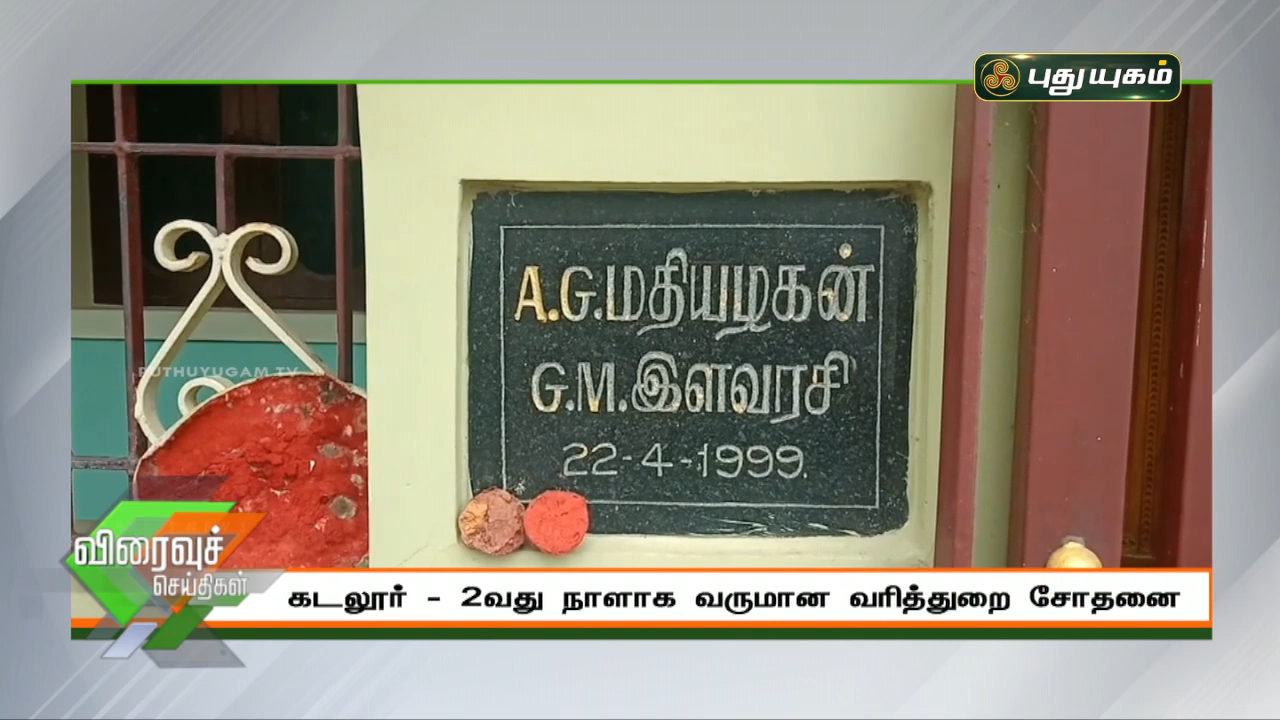 புதுயுகம்
A.G.மதியழகன்
G.M.இளவரசி
22-4-1999.
PUTHUYUGAM TV
விரைவுச்
செய்திகள்
கடலூர் - 2வது நாளாக வருமான வரித்துறை சோதனை